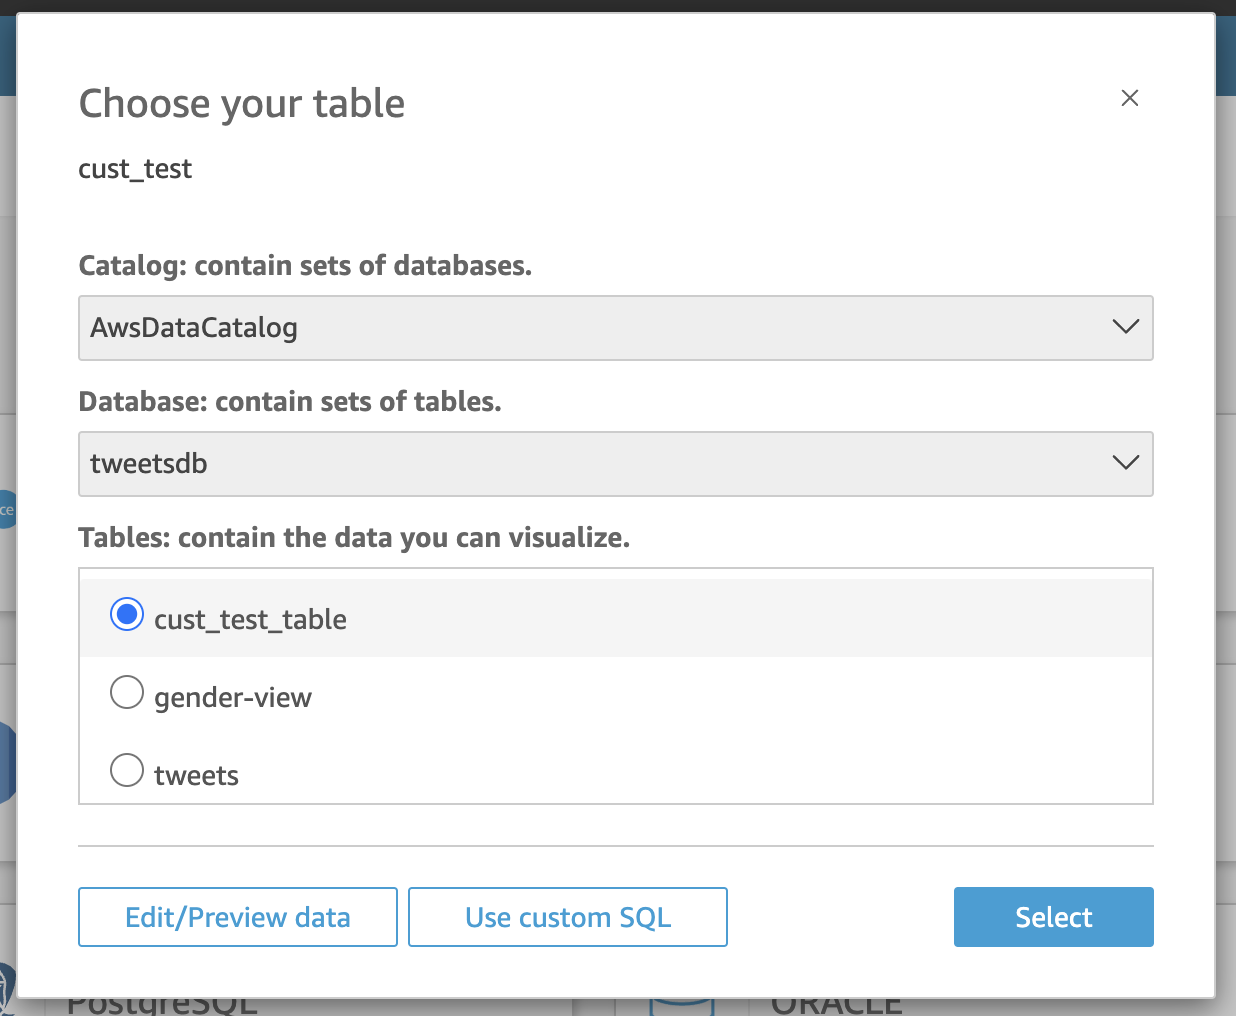 Choose your table
cust_test
Catalog: contain sets of databases.
AwsDataCatalog
Database: contain sets of tables.
tweetsdb
Tables: contain the data you can visualize.
cust_test_table
gender-view
tweets
Edit/Preview data
Use custom SQL
Select
ce
PostgreSQL
ORACLE